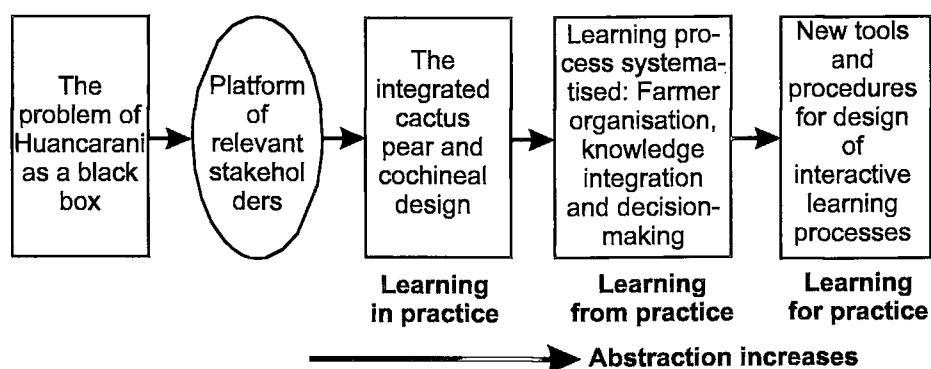 The
problem of
Huancarani
as a black
box
Platform
of
relevant
stakehol
ders
The
integrated
cactus
pear and
cochineal
design
Learning pro-
cess systema-
tised: Farmer
organisation,
knowledge
integration
and decision-
making
New tools
and
procedures
for design
of
interactive
learning
processes
Learning
in practice
Learning
from practice
Learning
for practice
Abstraction increases